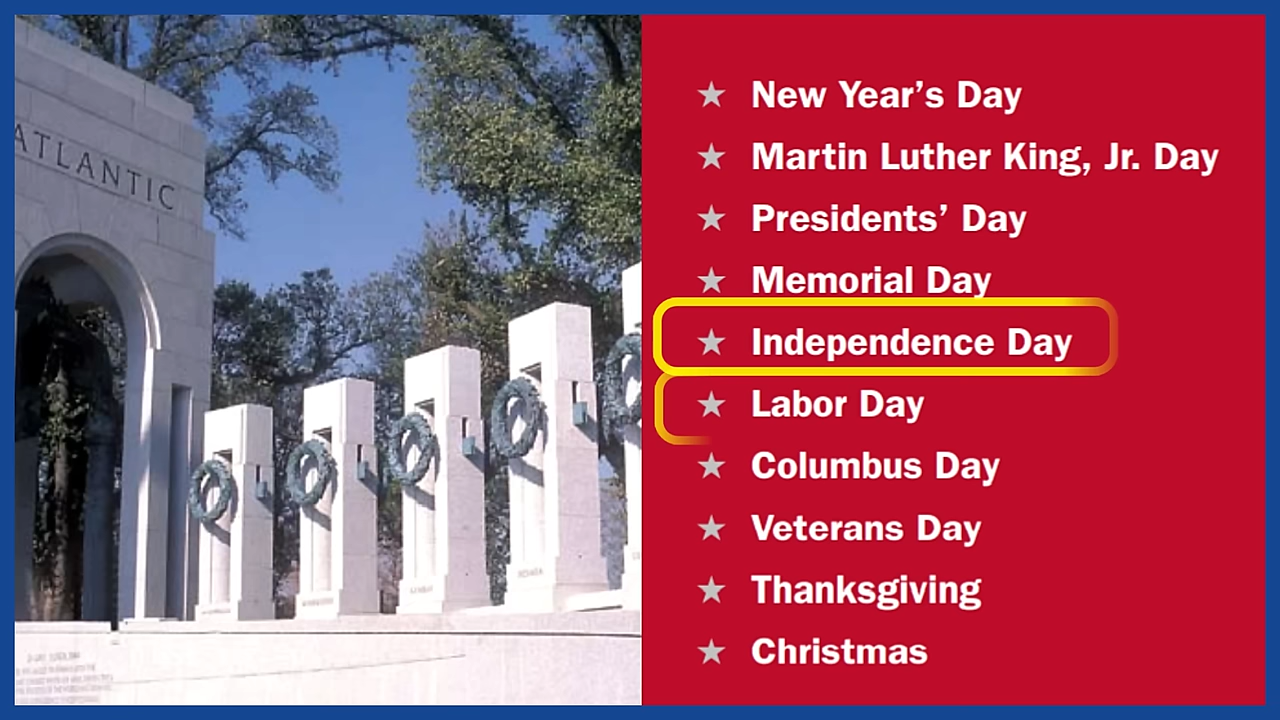 ATLANTIC
New Year’s Day
Martin Luther King, Jr. Day
Presidents’ Day
Memorial Day
Independence Day
Labor Day
Columbus Day
Veterans Day
Thanksgiving
Christmas